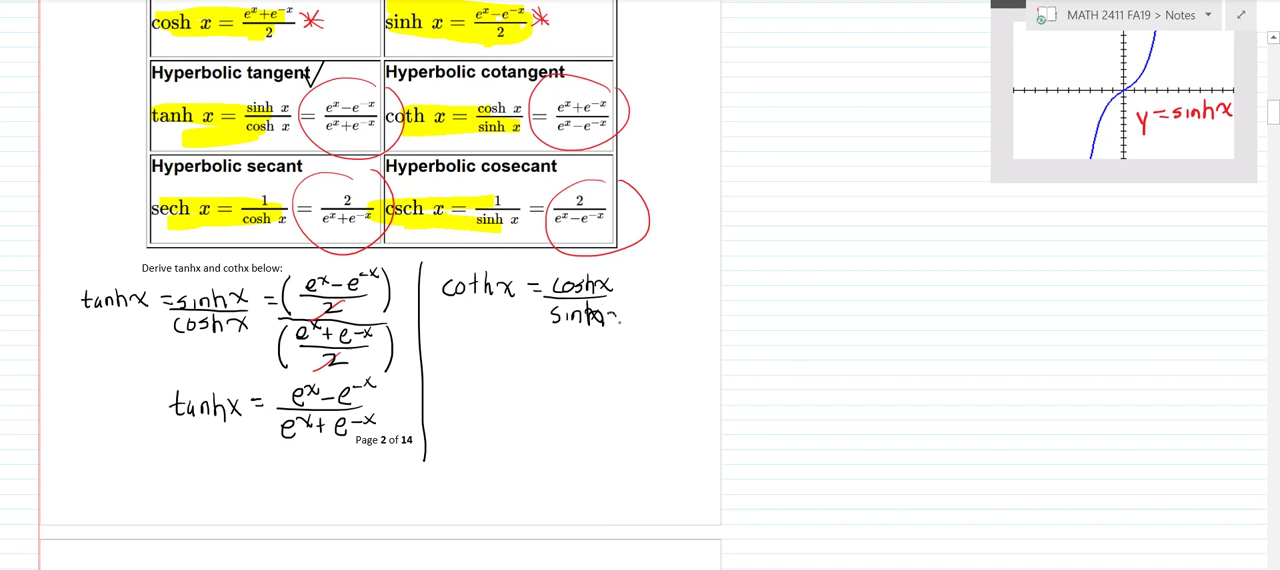 cosh x = (e^x+e^-x)/2 * sinh x = (e^x-e^-x)/2 *
Hyperbolic tangent Hyperbolic cotangent
tanh x = sinh x/cosh x = (e^x-e^-x)/(e^x+e^-x) coth x = cosh x/sinh x = (e^x+e^-x)/(e^x-e^-x)
Hyperbolic secant Hyperbolic cosecant
sech x = 1/cosh x = 2/(e^x+e^-x) csch x = 1/sinh x = 2/(e^x-e^-x)
Derive tanhx and cothx below:
tanhx = sinhx/coshx = ((e^x-e^-x)/2)/((e^x+e^-x)/2)
tanhx = (e^x-e^-x)/(e^x+e^-x)
cothx = coshx/sinhx
Page 2 of 14
MATH 2411 FA19 > Notes
y=sinhx